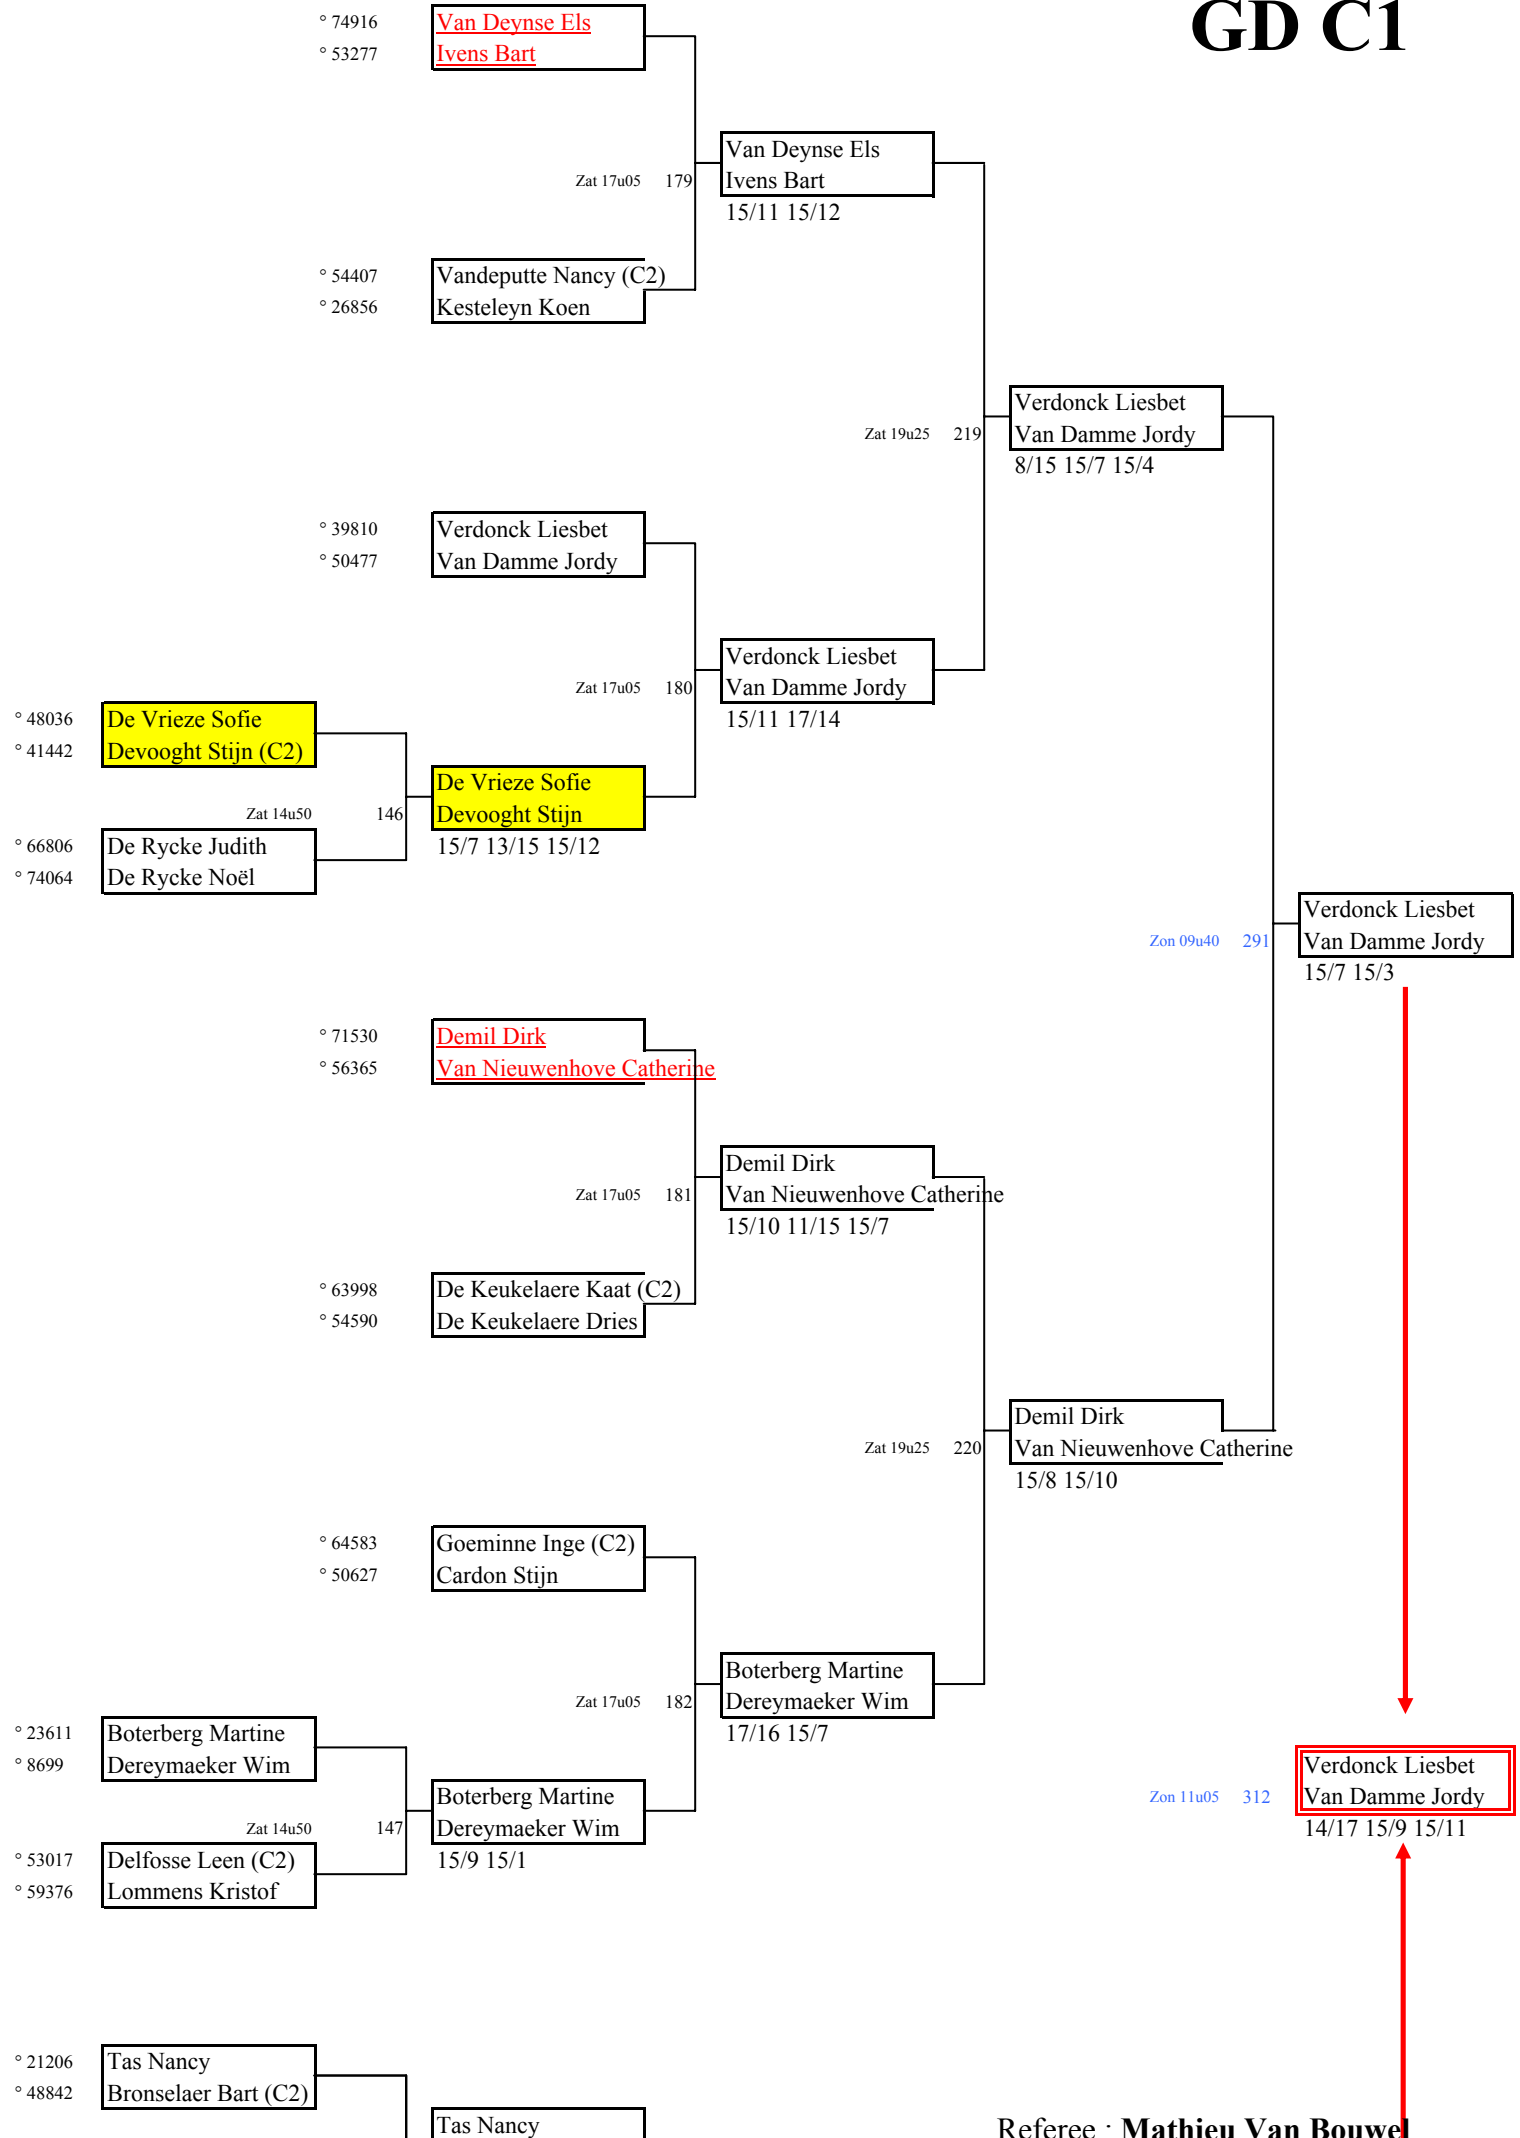 GD C1
° 74916 Van Deynse Els
° 53277 Ivens Bart
Van Deynse Els
Zat 17u05 179 Ivens Bart
15/11 15/12
° 54407 Vandeputte Nancy (C2)
° 26856 Kesteleyn Koen
Verdonck Liesbet
Zat 19u25 219 Van Damme Jordy
8/15 15/7 15/4
° 39810 Verdonck Liesbet
° 50477 Van Damme Jordy
Verdonck Liesbet
Zat 17u05 180 Van Damme Jordy
15/11 17/14
° 48036 De Vrieze Sofie
° 41442 Devooght Stijn (C2)
De Vrieze Sofie
Zat 14u50 146 Devooght Stijn
15/7 13/15 15/12
° 66806 De Rycke Judith
° 74064 De Rycke Noël
Verdonck Liesbet
Zon 09u40 291 Van Damme Jordy
15/7 15/3
° 71530 Demil Dirk
° 56365 Van Nieuwenhove Catherine
Demil Dirk
Zat 17u05 181 Van Nieuwenhove Catherine
15/10 11/15 15/7
° 63998 De Keukelaere Kaat (C2)
° 54590 De Keukelaere Dries
Demil Dirk
Zat 19u25 220 Van Nieuwenhove Catherine
15/8 15/10
° 64583 Goeminne Inge (C2)
° 50627 Cardon Stijn
Boterberg Martine
Zat 17u05 182 Dereymaeker Wim
17/16 15/7
° 23611 Boterberg Martine
° 8699 Dereymaeker Wim
Verdonck Liesbet
Zon 11u05 312 Van Damme Jordy
14/17 15/9 15/11
Boterberg Martine
Zat 14u50 147 Dereymaeker Wim
15/9 15/1
° 53017 Delfosse Leen (C2)
° 59376 Lommens Kristof
° 21206 Tas Nancy
° 48842 Bronselaer Bart (C2)
Tas Nancy
Referee : Mathieu Van Bouwel